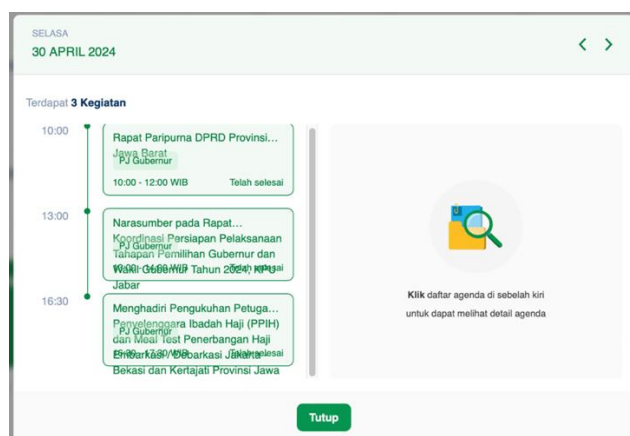 SELASA
30 APRIL 2024
Terdapat 3 Kegiatan
10:00
Rapat Paripurna DPRD Provinsi...
Jawa Barat
PJ Gubernur
10:00 - 12:00 WIB Telah selesai
13:00
Narasumber pada Rapat...
Koordinasi Persiapan Pelaksanaan
PJ Gubernur
Tahapan Pemilihan Gubernur dan
Wakil Gubernur Tahun 2024, KPU
Telah selesai
Jabar
16:30
Menghadiri Pengukuhan Petuga...
Penyelenggara Ibadah Haji (PPIH)
PJ Gubernur
dan Meal Test Penerbangan Haji
Embarkasi / Debarkasi Jakarta -
Telah selesai
Bekasi dan Kertajati Provinsi Jawa
Klik daftar agenda di sebelah kiri
untuk dapat melihat detail agenda
Tutup